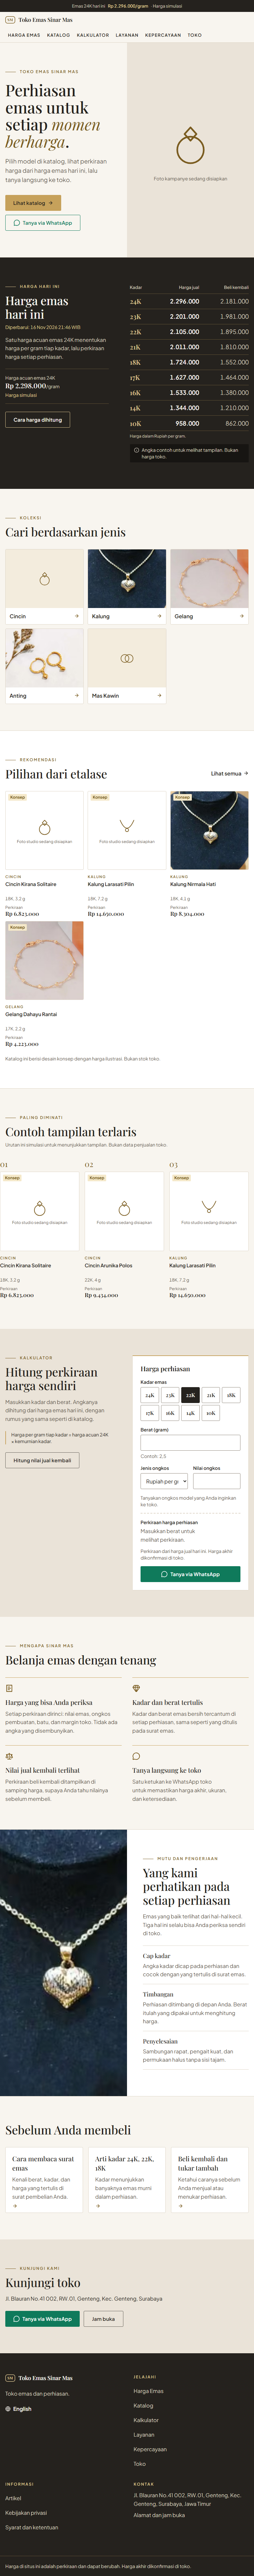 Emas 24K hari ini Rp 2.296.000/gram · Harga simulasi
SM Toko Emas Sinar Mas
HARGA EMAS KATALOG KALKULATOR LAYANAN KEPERCAYAAN TOKO
TOKO EMAS SINAR MAS
Perhiasan
emas untuk
setiap momen
berharga.
Pilih model di katalog, lihat perkiraan
harga dari harga emas hari ini, lalu
tanya langsung ke toko.
Lihat katalog →
Tanya via WhatsApp
Foto kampanye sedang disiapkan
HARGA HARI INI
Harga emas
hari ini
Diperbarui: 14 Nov 2024 21.46 WIB
Satu harga acuan emas 24K menentukan
harga per gram tiap kadar, lalu perkiraan
harga setiap perhiasan.
Harga acuan emas 24K
Rp 2.298.000/gram
Harga simulasi
Cara harga dihitung
Kadar Harga jual Beli kembali
24K 2.296.000 2.181.000
23K 2.201.000 1.981.000
22K 2.105.000 1.895.000
21K 2.011.000 1.810.000
18K 1.724.000 1.552.000
17K 1.627.000 1.464.000
16K 1.533.000 1.380.000
14K 1.344.000 1.210.000
10K 958.000 862.000
Harga dalam Rupiah per gram.
Angka contoh untuk melihat tampilan. Bukan
harga toko.
KOLEKSI
Cari berdasarkan jenis
Cincin →
Kalung →
Gelang →
Anting →
Mas Kawin →
REKOMENDASI
Pilihan dari etalase
Lihat semua →
Konsep
Foto studio sedang disiapkan
CINCIN
Cincin Kirana Solitaire
18K, 3,2 g
Perkiraan
Rp 6.823.000
Konsep
Foto studio sedang disiapkan
KALUNG
Kalung Larasati Pilin
18K, 7,2 g
Perkiraan
Rp 14.650.000
Konsep
KALUNG
Kalung Nirmala Hati
18K, 4,1 g
Perkiraan
Rp 8.304.000
Konsep
GELANG
Gelang Dahayu Rantai
17K, 2,2 g
Perkiraan
Rp 4.223.000
Katalog ini berisi desain konsep dengan harga ilustrasi. Bukan stok toko.
PALING DIMINATI
Contoh tampilan terlaris
Urutan ini simulasi untuk menunjukkan tampilan. Bukan data penjualan toko.
01
Konsep
Foto studio sedang disiapkan
CINCIN
Cincin Kirana Solitaire
18K, 3,2 g
Perkiraan
Rp 6.823.000
02
Konsep
Foto studio sedang disiapkan
CINCIN
Cincin Arunika Polos
22K, 4 g
Perkiraan
Rp 9.434.000
03
Konsep
Foto studio sedang disiapkan
KALUNG
Kalung Larasati Pilin
18K, 7,2 g
Perkiraan
Rp 14.650.000
KALKULATOR
Hitung perkiraan
harga sendiri
Masukkan kadar dan berat. Angkanya
dihitung dari harga emas hari ini, dengan
rumus yang sama seperti di katalog.
Harga per gram tiap kadar = harga acuan 24K
× kemurnian kadar.
Hitung nilai jual kembali
Harga perhiasan
Kadar emas
24K 23K 22K 21K 18K
17K 16K 14K 10K
Berat (gram)
Contoh: 2,5
Jenis ongkos Nilai ongkos
Rupiah per gr
Tanyakan ongkos model yang Anda inginkan
ke toko.
Perkiraan harga perhiasan
Masukkan berat untuk
melihat perkiraan.
Perkiraan dari harga jual hari ini. Harga akhir
dikonfirmasi di toko.
Tanya via WhatsApp
MENGAPA SINAR MAS
Belanja emas dengan tenang
Harga yang bisa Anda periksa
Setiap perkiraan dirinci: nilai emas, ongkos
pembuatan, batu, dan margin toko. Tidak ada
angka yang disembunyikan.
Kadar dan berat tertulis
Kadar dan berat emas bersih tercantum di
setiap perhiasan, sama seperti yang ditulis
pada surat emas.
Nilai jual kembali terlihat
Perkiraan beli kembali ditampilkan di
samping harga, supaya Anda tahu nilainya
sebelum membeli.
Tanya langsung ke toko
Satu ketukan ke WhatsApp toko
untuk memastikan harga akhir, ukuran,
dan ketersediaan.
MUTU DAN PENGERJAAN
Yang kami
perhatikan pada
setiap perhiasan
Emas yang baik terlihat dari hal-hal kecil.
Tiga hal ini selalu bisa Anda periksa sendiri
di toko.
Cap kadar
Angka kadar dicap pada perhiasan dan
cocok dengan yang tertulis di surat emas.
Timbangan
Perhiasan ditimbang di depan Anda. Berat
itulah yang dipakai untuk menghitung
harga.
Penyelesaian
Sambungan rapat, pengait kuat, dan
permukaan halus tanpa sisi tajam.
Sebelum Anda membeli
Cara membaca surat
emas
Kenali berat, kadar, dan
harga yang tertulis di
surat pembelian Anda.
→
Arti kadar 24K, 22K,
18K
Kadar menunjukkan
banyaknya emas murni
dalam perhiasan.
→
Beli kembali dan
tukar tambah
Ketahui caranya sebelum
Anda menjual atau
menukar perhiasan.
→
KUNJUNGI KAMI
Kunjungi toko
Jl. Blauran No.41 002, RW.01, Genteng, Kec. Genteng, Surabaya
Tanya via WhatsApp
Jam buka
SM Toko Emas Sinar Mas
Toko emas dan perhiasan.
English
JELAJAHI
Harga Emas
Katalog
Kalkulator
Layanan
Kepercayaan
Toko
INFORMASI
Artikel
Kebijakan privasi
Syarat dan ketentuan
KONTAK
Jl. Blauran No.41 002, RW.01, Genteng, Kec.
Genteng, Surabaya, Jawa Timur
Alamat dan jam buka
Harga di situs ini adalah perkiraan dan dapat berubah. Harga akhir dikonfirmasi di toko.